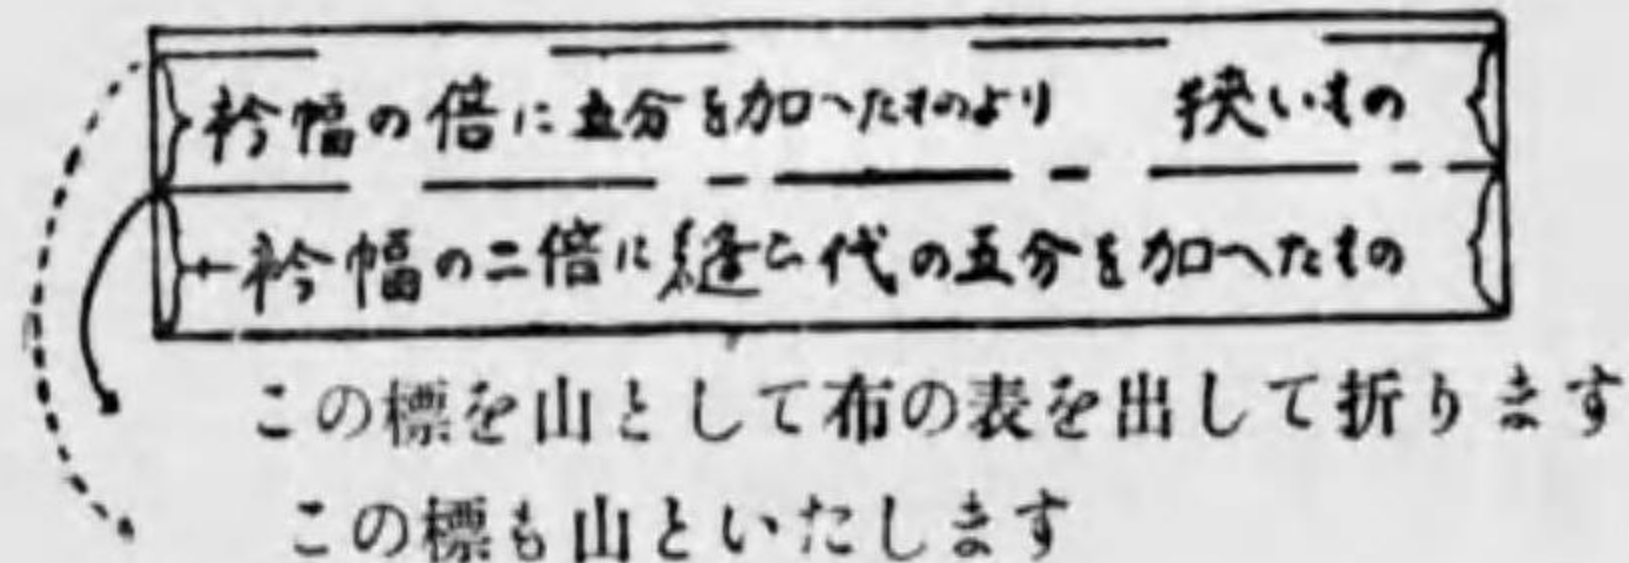 衿幅の倍に五分を加へたものより 狭いもの
衿幅の二倍に縫こ代の五分を加へたもの
この標を山として布の表を出して折ります
この標も山といたします